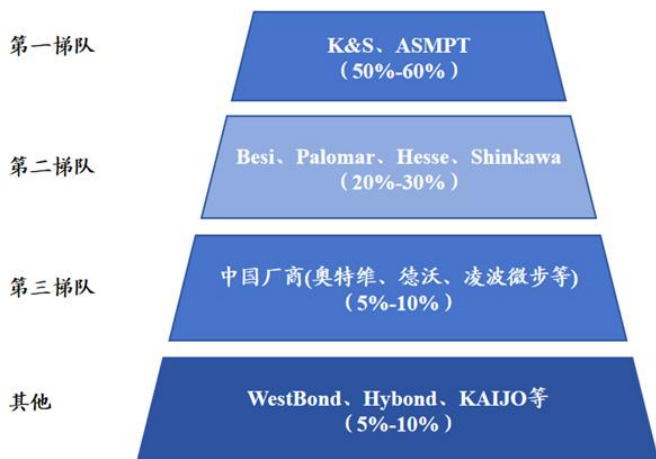 第一梯队
K&S、ASMPT
（50%-60%）
第二梯队
Besi、Palomar、Hesse、Shinkawa
（20%-30%）
第三梯队
中国厂商(奥特维、德沃、凌波微步等)
（5%-10%）
其他
WestBond、Hybond、KAIJO等
（5%-10%）